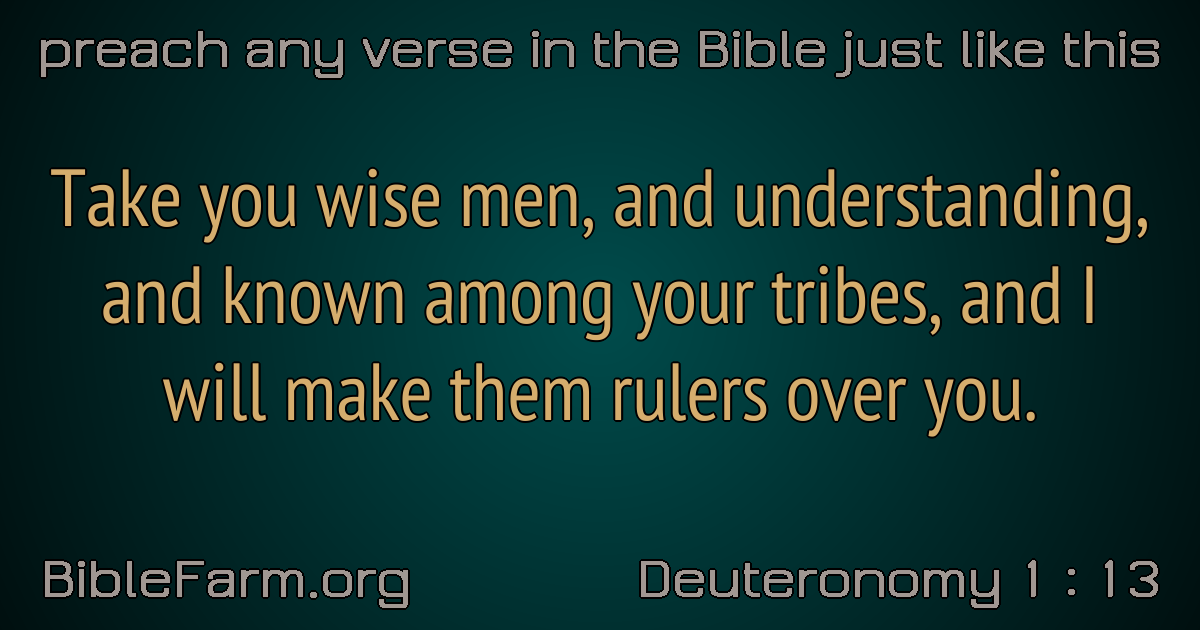 preach any verse in the Bible just like this
Take you wise men, and understanding,
and known among your tribes, and I
will make them rulers over you.
BibleFarm.org
Deuteronomy 1 : 13